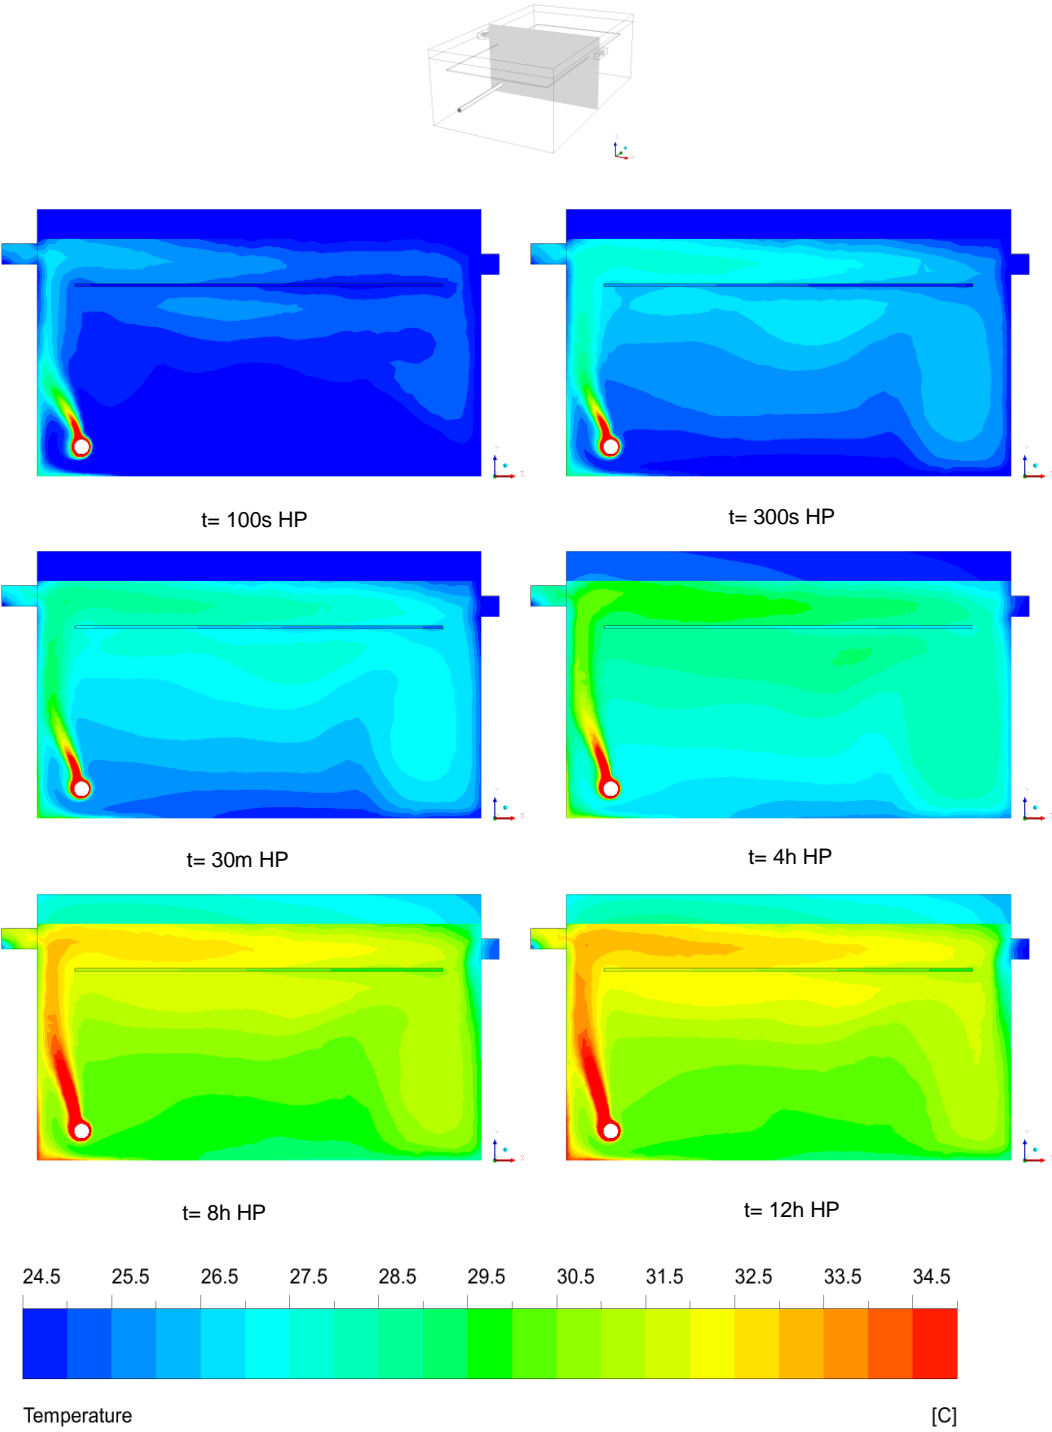 t= 100s HP
t= 300s HP
t= 30m HP
t= 4h HP
t= 8h HP
t= 12h HP
24.5 25.5 26.5 27.5 28.5 29.5 30.5 31.5 32.5 33.5 34.5
Temperature [C]